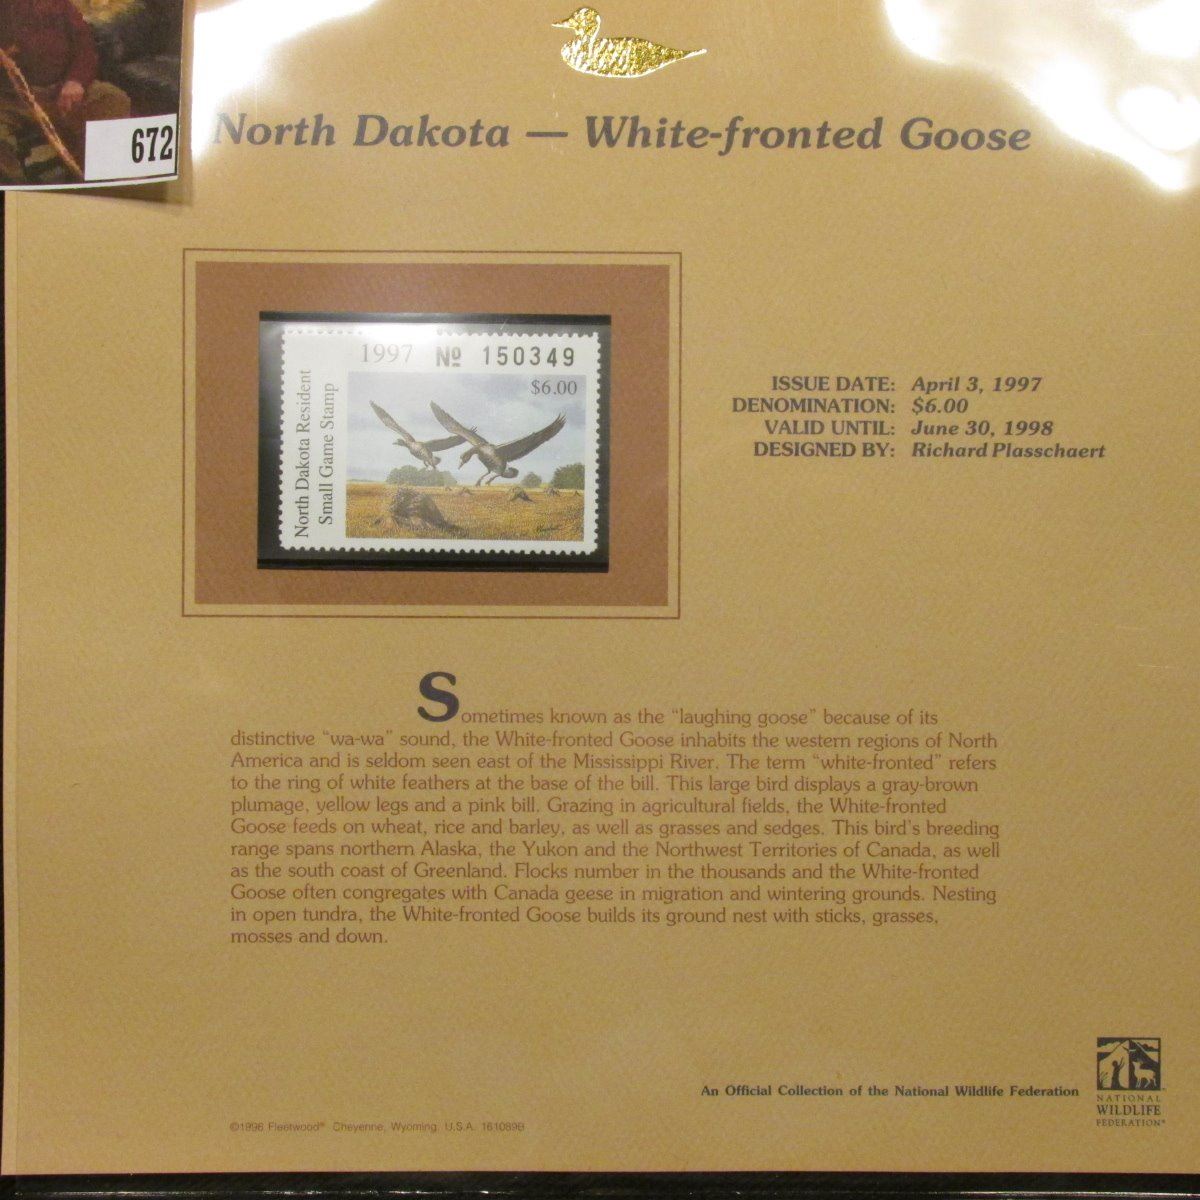 672
North Dakota — White-fronted Goose
1997 № 150349
$6.00
North Dakota Resident
Small Game Stamp
ISSUE DATE: April 3, 1997
DENOMINATION: $6.00
VALID UNTIL: June 30, 1998
DESIGNED BY: Richard Plasschaert
Sometimes known as the “laughing goose” because of its
distinctive “wa-wa” sound, the White-fronted Goose inhabits the western regions of North
America and is seldom seen east of the Mississippi River. The term “white-fronted” refers
to the ring of white feathers at the base of the bill. This large bird displays a gray-brown
plumage, yellow legs and a pink bill. Grazing in agricultural fields, the White-fronted
Goose feeds on wheat, rice and barley, as well as grasses and sedges. This bird's breeding
range spans northern Alaska, the Yukon and the Northwest Territories of Canada, as well
as the south coast of Greenland. Flocks number in the thousands and the White-fronted
Goose often congregates with Canada geese in migration and wintering grounds. Nesting
in open tundra, the White-fronted Goose builds its ground nest with sticks, grasses,
mosses and down.
An Official Collection of the National Wildlife Federation
NATIONAL
WILDLIFE
FEDERATION®
©1996 Fleetwood® Cheyenne, Wyoming U.S.A. 161089B